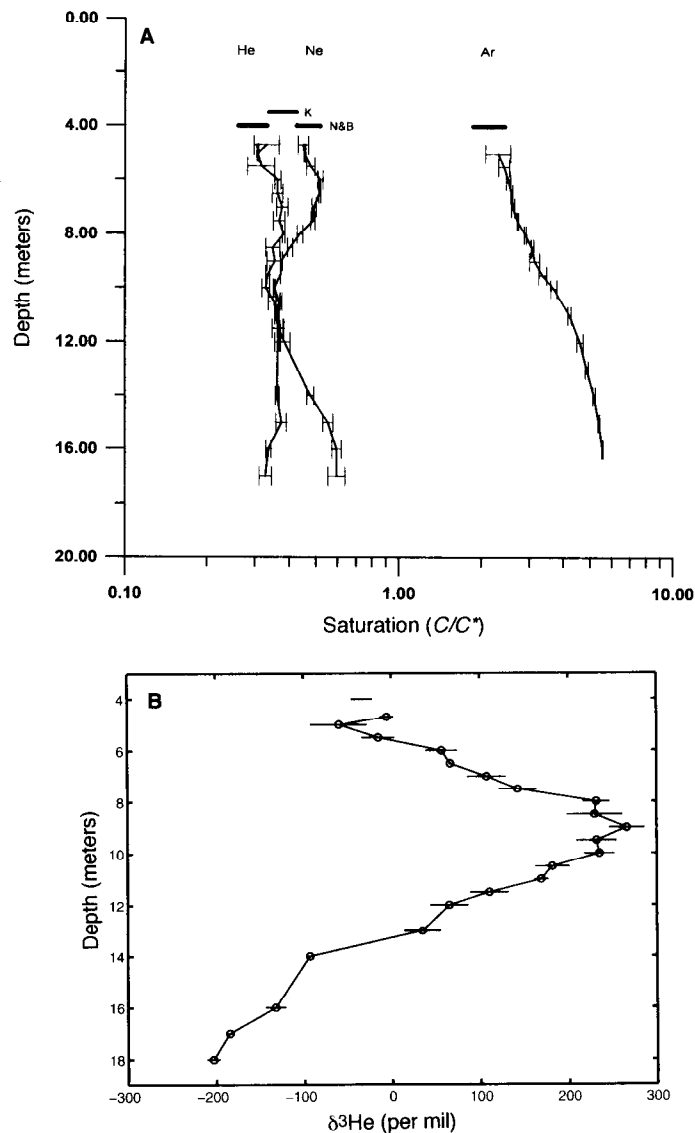 0.00
A
He
Ne
Ar
K
4.00
N&B
8.00
12.00
16.00
20.00
Depth (meters)
0.10
1.00
10.00
Saturation (C/C*)
B
4
6
8
10
12
14
16
18
Depth (meters)
−300
−200
−100
0
100
200
300
δ³He (per mil)